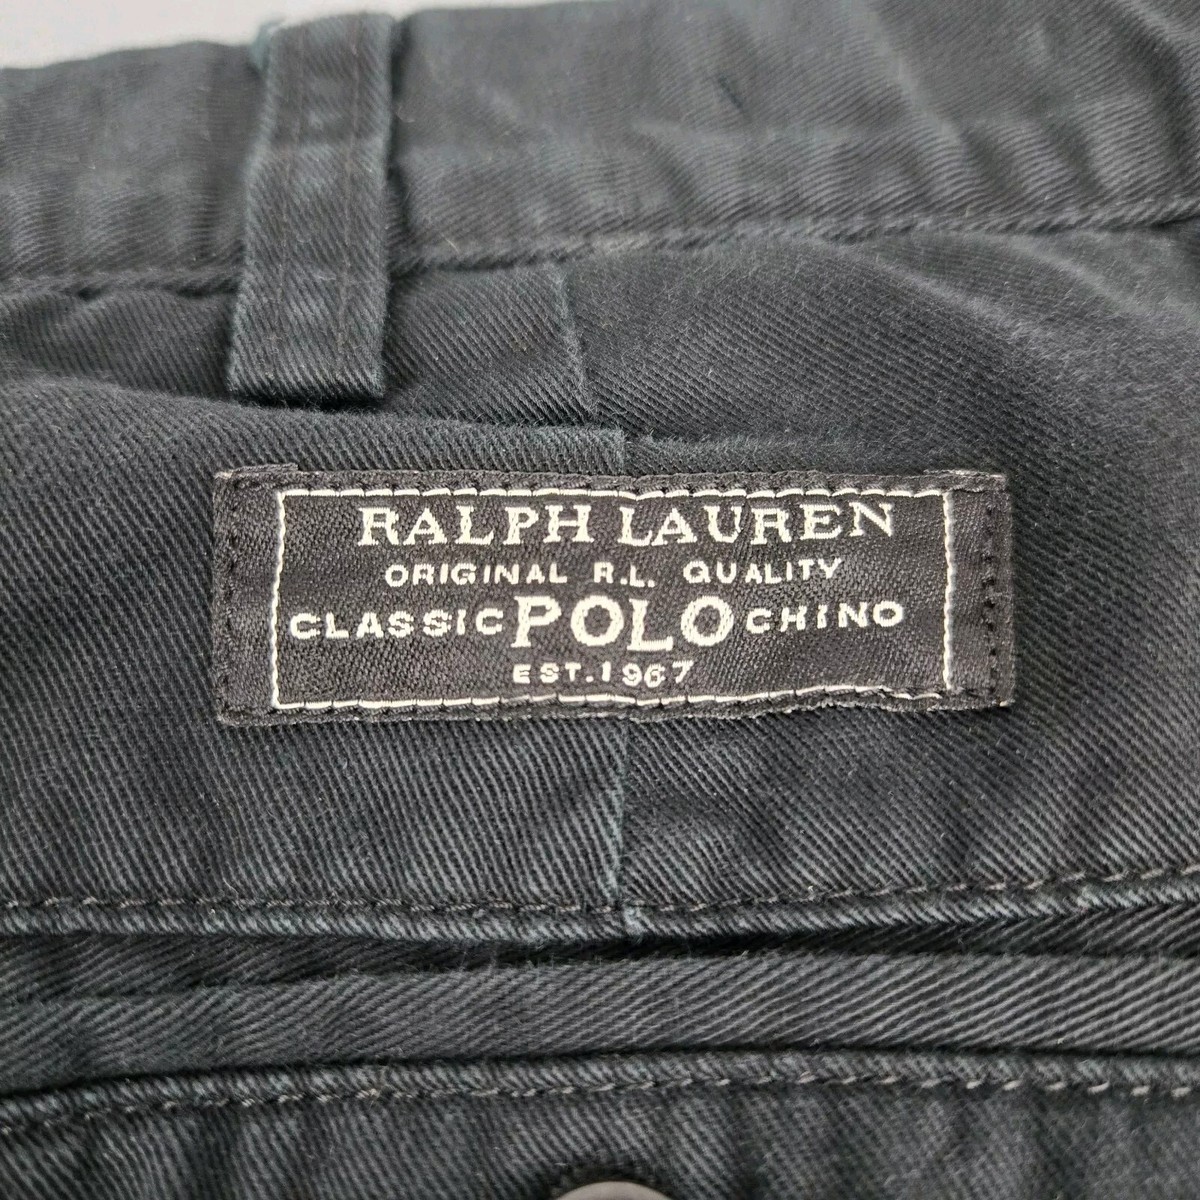 RALPH LAUREN
ORIGINAL R.L. QUALITY
CLASSIC POLO CHINO
EST. 1967